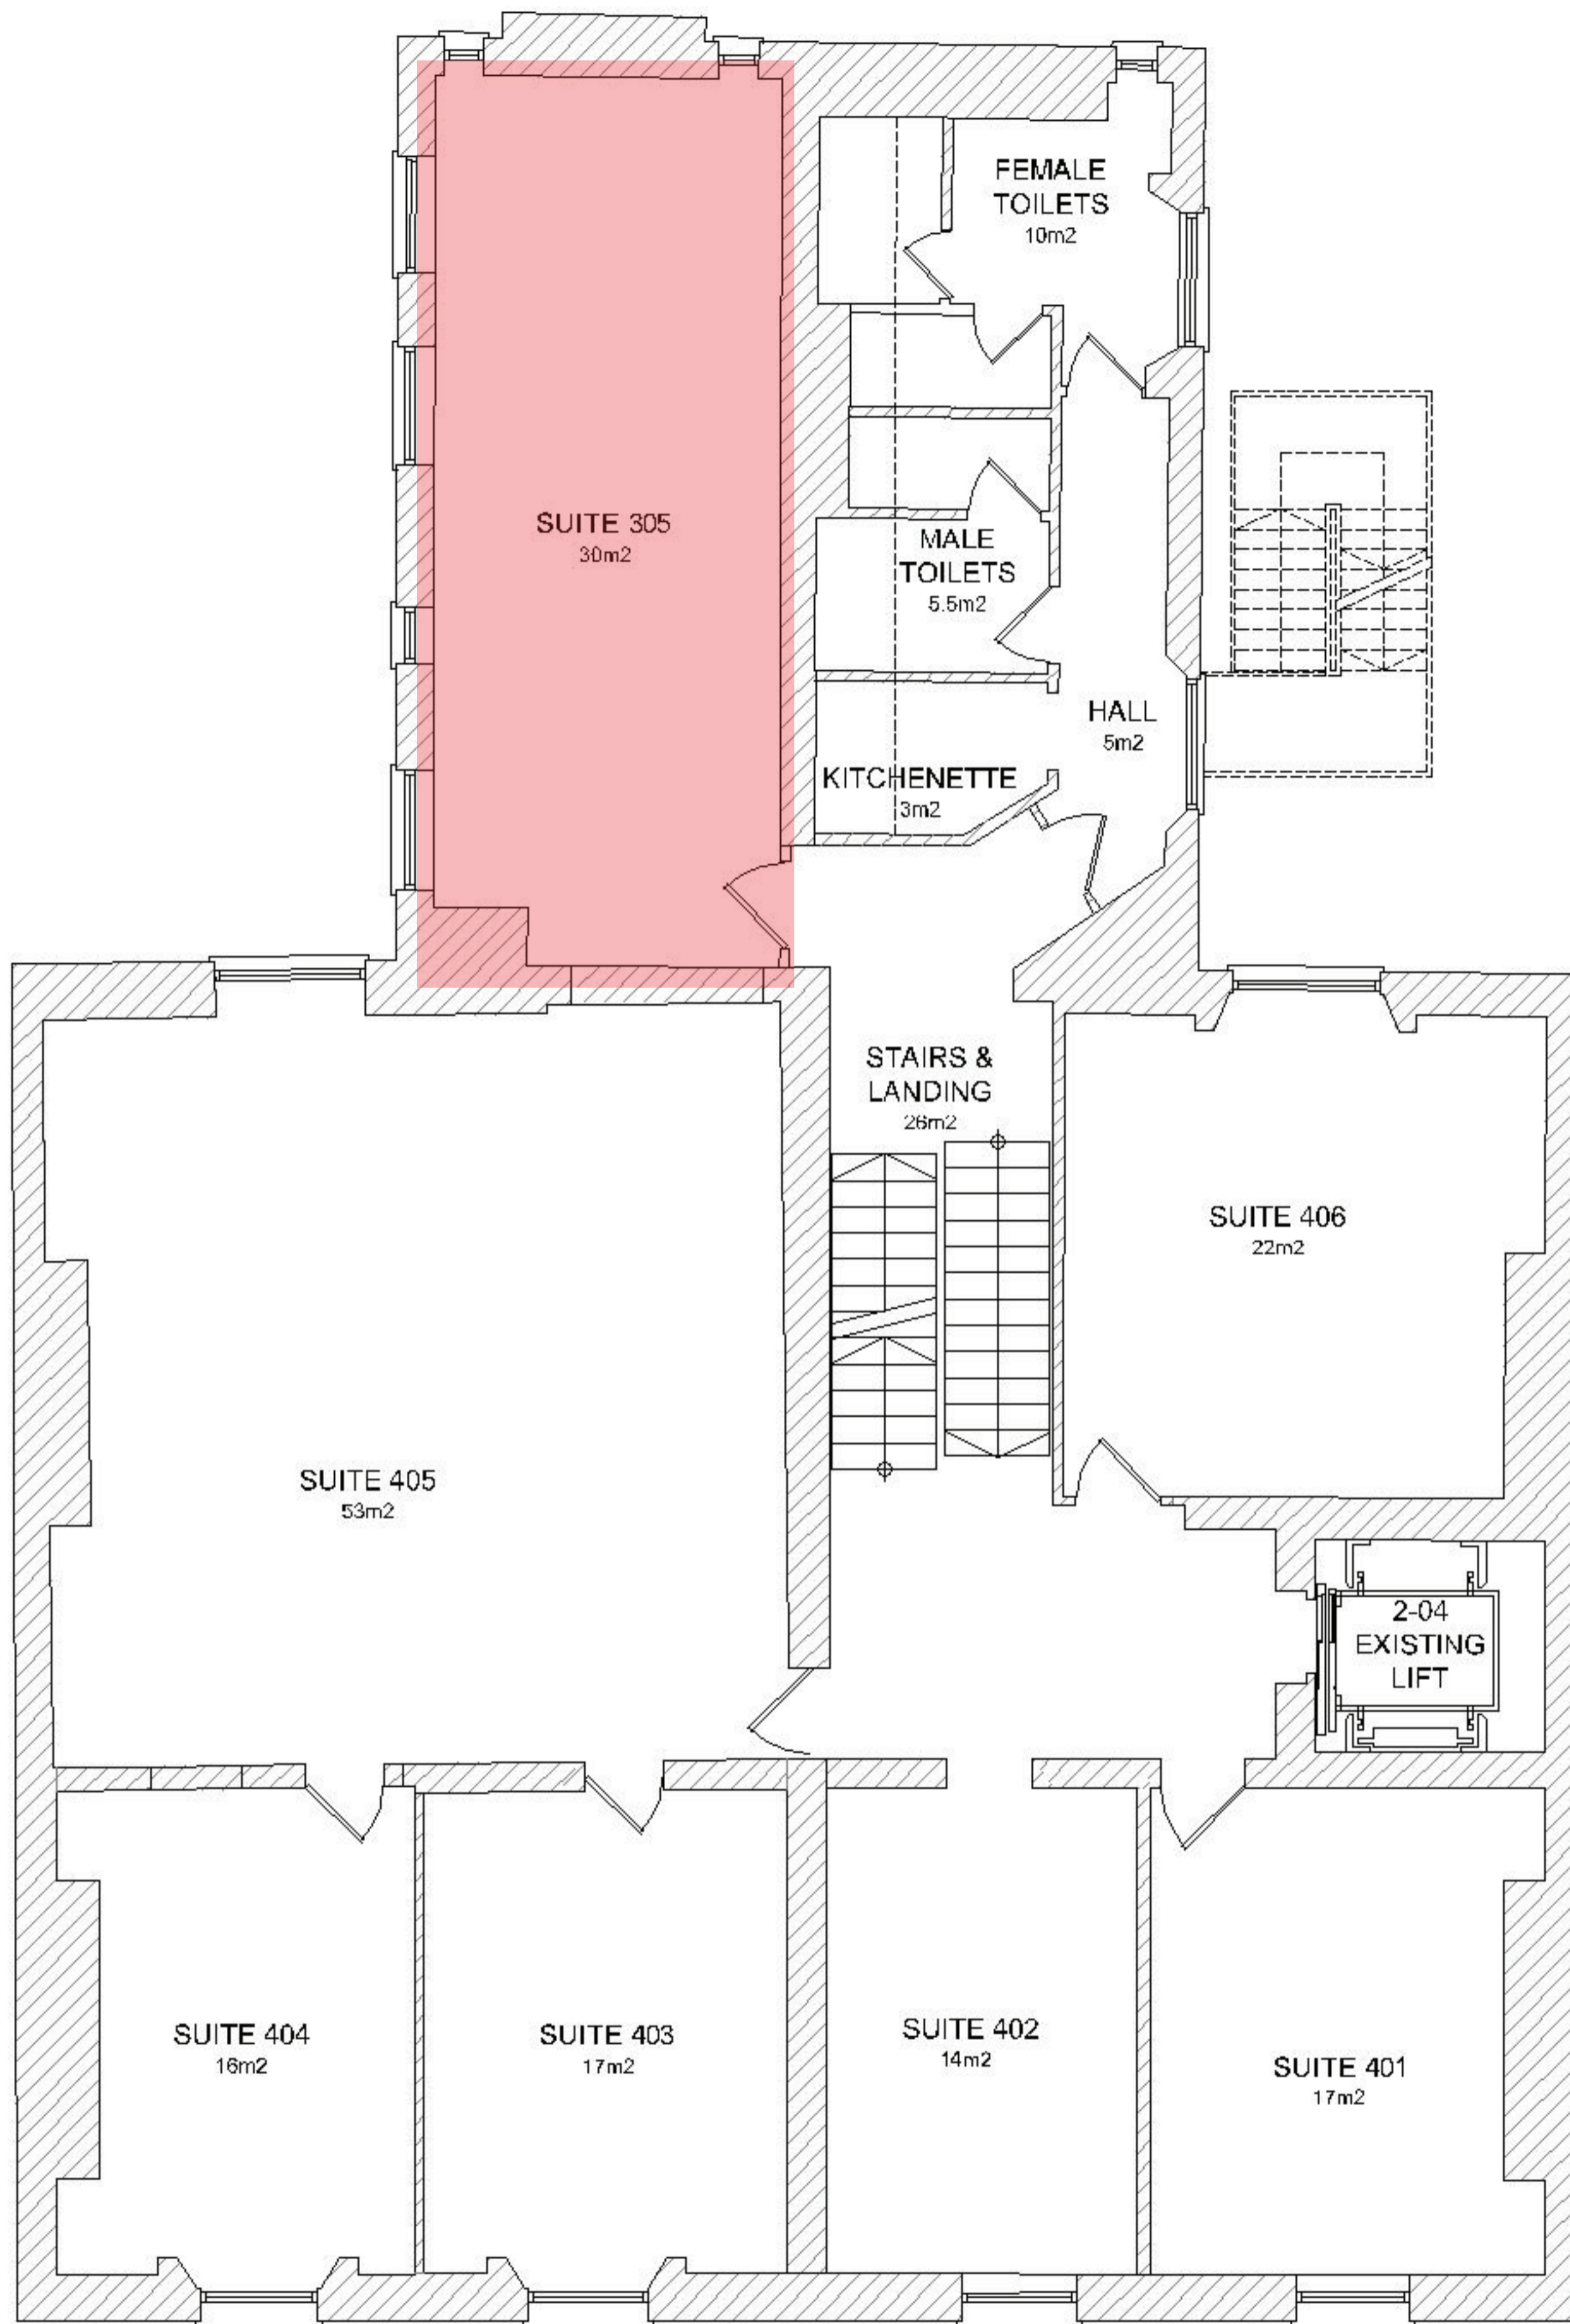 FEMALE
TOILETS
10m2
SUITE 305
30m2
MALE
TOILETS
5.5m2
HALL
5m2
KITCHENETTE
3m2
STAIRS &
LANDING
26m2
SUITE 406
22m2
SUITE 405
53m2
2-04
EXISTING
LIFT
SUITE 404
16m2
SUITE 403
17m2
SUITE 402
14m2
SUITE 401
17m2